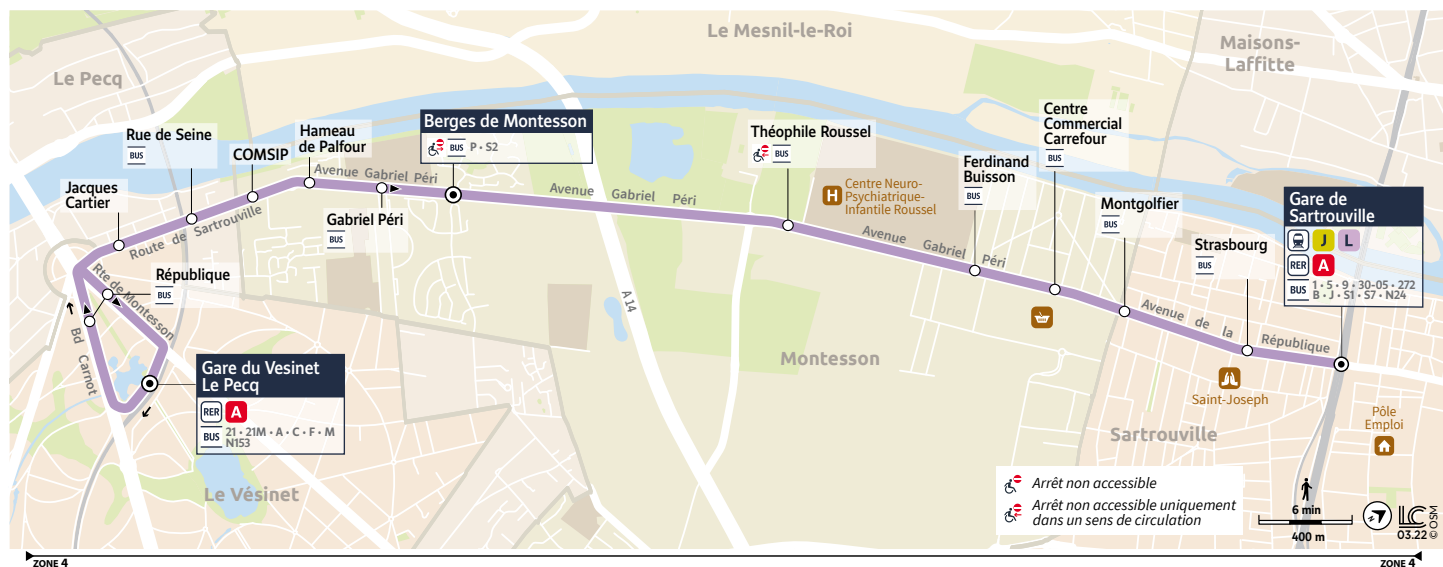 Le Mesnil-le-Roi
Maisons-
Laffitte
Le Pecq
Rue de Seine
BUS
COMSIP
Hameau
de Palfour
Berges de Montesson
BUS P • S2
Théophile Roussel
BUS
Centre
Commercial
Carrefour
BUS
Ferdinand
Buisson
BUS
Jacques
Cartier
Avenue Gabriel Péri
Gabriel Péri
BUS
Avenue Gabriel Péri
H
Centre Neuro-
Psychiatrique-
Infantile Roussel
Avenue Gabriel Péri
Montgolfier
BUS
Strasbourg
BUS
Gare de
Sartrouville
J L
RER A
BUS 1 • 5 • 9 • 30-05 • 272
B • J • S1 • S7 • N24
Route de Sartrouville
République
BUS
Rte de Montesson
Bd Carnot
A 14
Avenue de la République
Montesson
Gare du Vesinet
Le Pecq
RER A
BUS 21 • 21M • A • C • F • M
N153
Saint-Joseph
Pôle
Emploi
Sartrouville
Le Vésinet
Arrêt non accessible
Arrêt non accessible uniquement
dans un sens de circulation
6 min
400 m
LC
03.22
© OSM
ZONE 4
ZONE 4